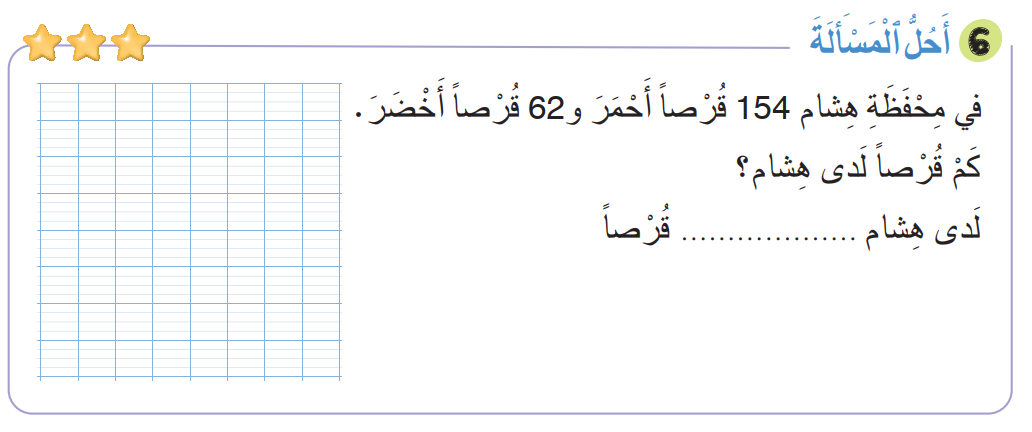 6 أَحُلُّ ٱلْمَسْأَلَةَ
في مِحْفَظَةِ هِشام 154 قُرْصاً أَحْمَرَ و62 قُرْصاً أَخْضَرَ.
كَمْ قُرْصاً لَدى هِشام؟
لَدى هِشام ................... قُرْصاً